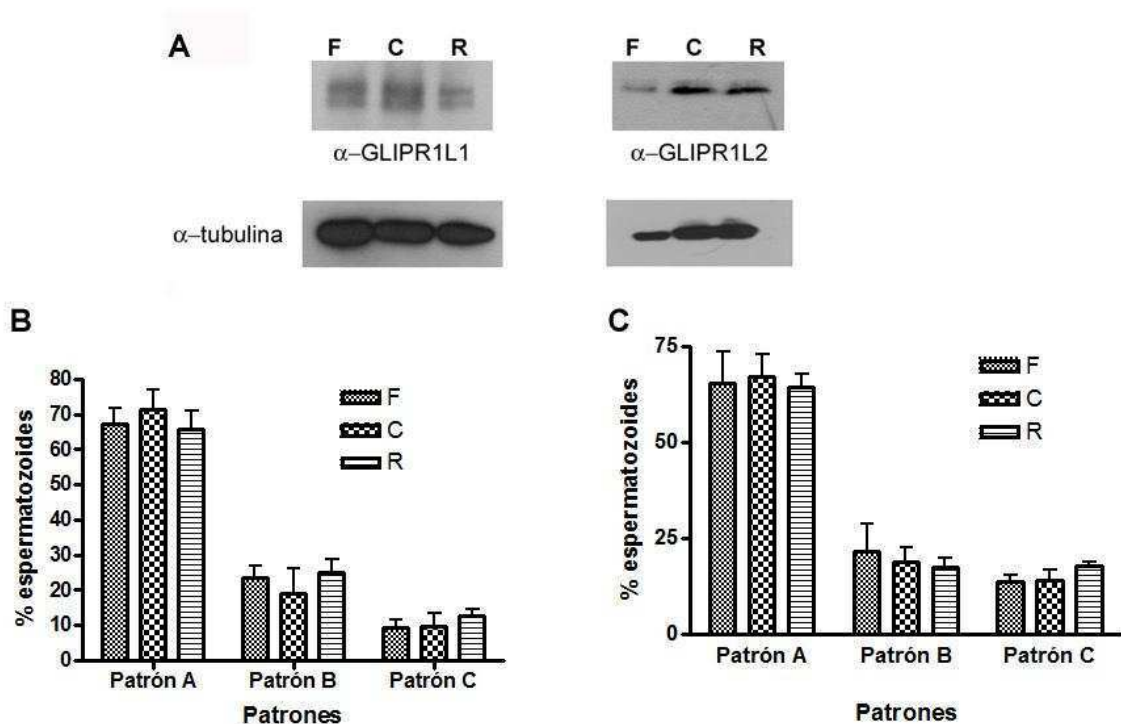 A
F C R
F C R
α–GLIPR1L1
α–GLIPR1L2
α–tubulina
B
80
70
60
50
40
30
20
10
0
% espermatozoides
F
C
R
Patrón A Patrón B Patrón C
Patrones
C
75
50
25
0
% espermatozoides
F
C
R
Patrón A Patrón B Patrón C
Patrones